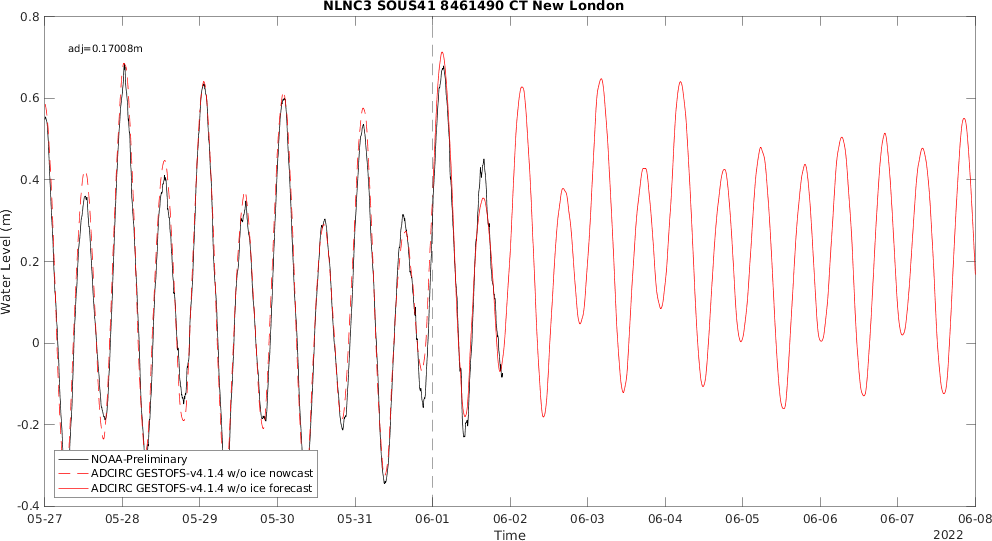 NLNC3 SOUS41 8461490 CT New London
adj=0.17008m
Water Level (m)
0.8
0.6
0.4
0.2
0
-0.2
-0.4
NOAA-Preliminary
ADCIRC GESTOFS-v4.1.4 w/o ice nowcast
ADCIRC GESTOFS-v4.1.4 w/o ice forecast
05-27 05-28 05-29 05-30 05-31 06-01 06-02 06-03 06-04 06-05 06-06 06-07 06-08
Time
2022